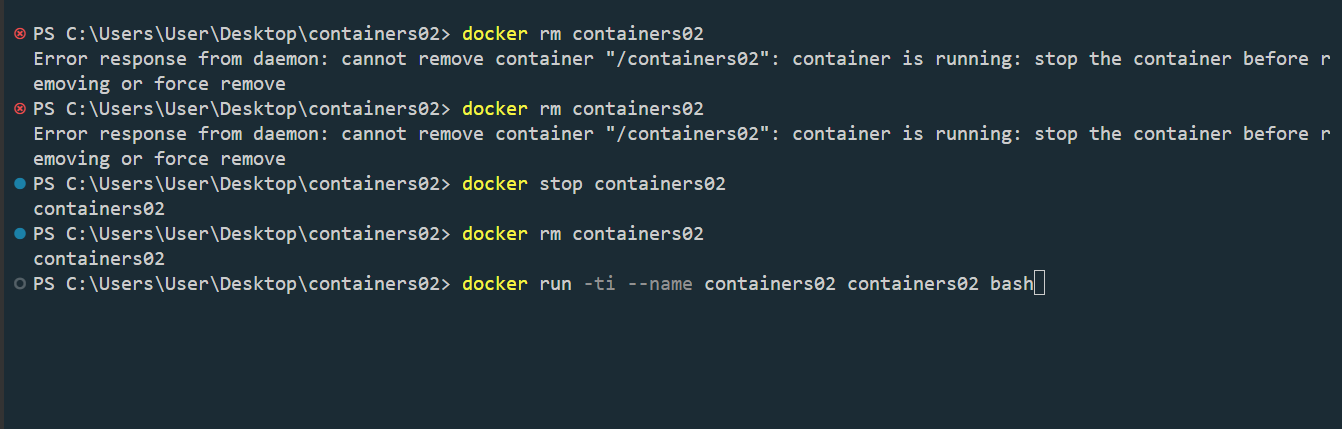 PS C:\Users\User\Desktop\containers02> docker rm containers02
Error response from daemon: cannot remove container "/containers02": container is running: stop the container before r
emoving or force remove
PS C:\Users\User\Desktop\containers02> docker rm containers02
Error response from daemon: cannot remove container "/containers02": container is running: stop the container before r
emoving or force remove
PS C:\Users\User\Desktop\containers02> docker stop containers02
containers02
PS C:\Users\User\Desktop\containers02> docker rm containers02
containers02
PS C:\Users\User\Desktop\containers02> docker run -ti --name containers02 containers02 bash